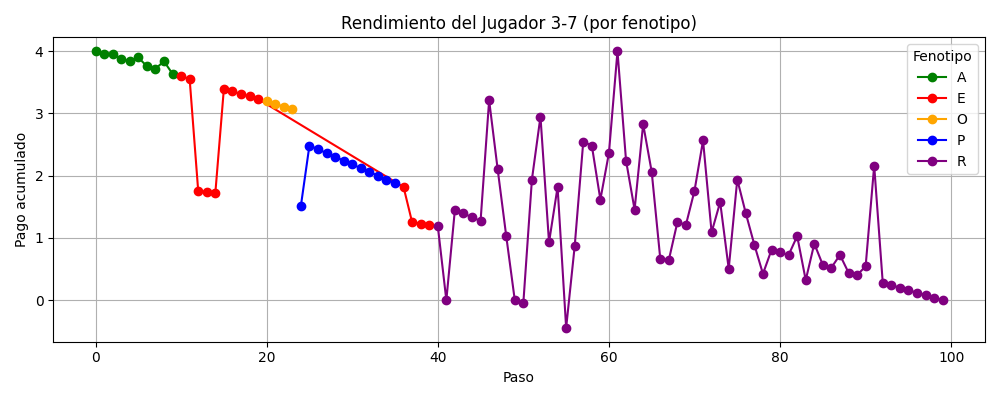 Rendimiento del Jugador 3-7 (por fenotipo)
Pago acumulado
4
3
2
1
0
Fenotipo
A
E
O
P
R
0 20 40 60 80 100
Paso